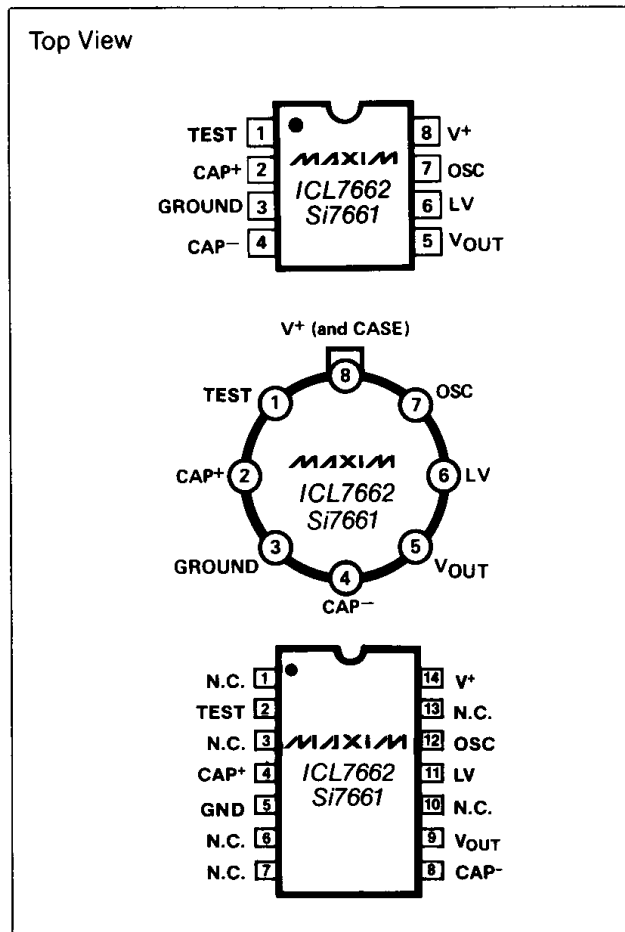 Top View
TEST 1 8 V+
CAP+ 2 7 OSC
GROUND 3 6 LV
CAP− 4 5 VOUT
MAXIM
ICL7662
Si7661
V+ (and CASE)
8
TEST 1 7 OSC
CAP+ 2 6 LV
GROUND 3 5 VOUT
4
CAP−
MAXIM
ICL7662
Si7661
N.C. 1 14 V+
TEST 2 13 N.C.
N.C. 3 12 OSC
CAP+ 4 11 LV
GND 5 10 N.C.
N.C. 6 9 VOUT
N.C. 7 8 CAP-
MAXIM
ICL7662
Si7661